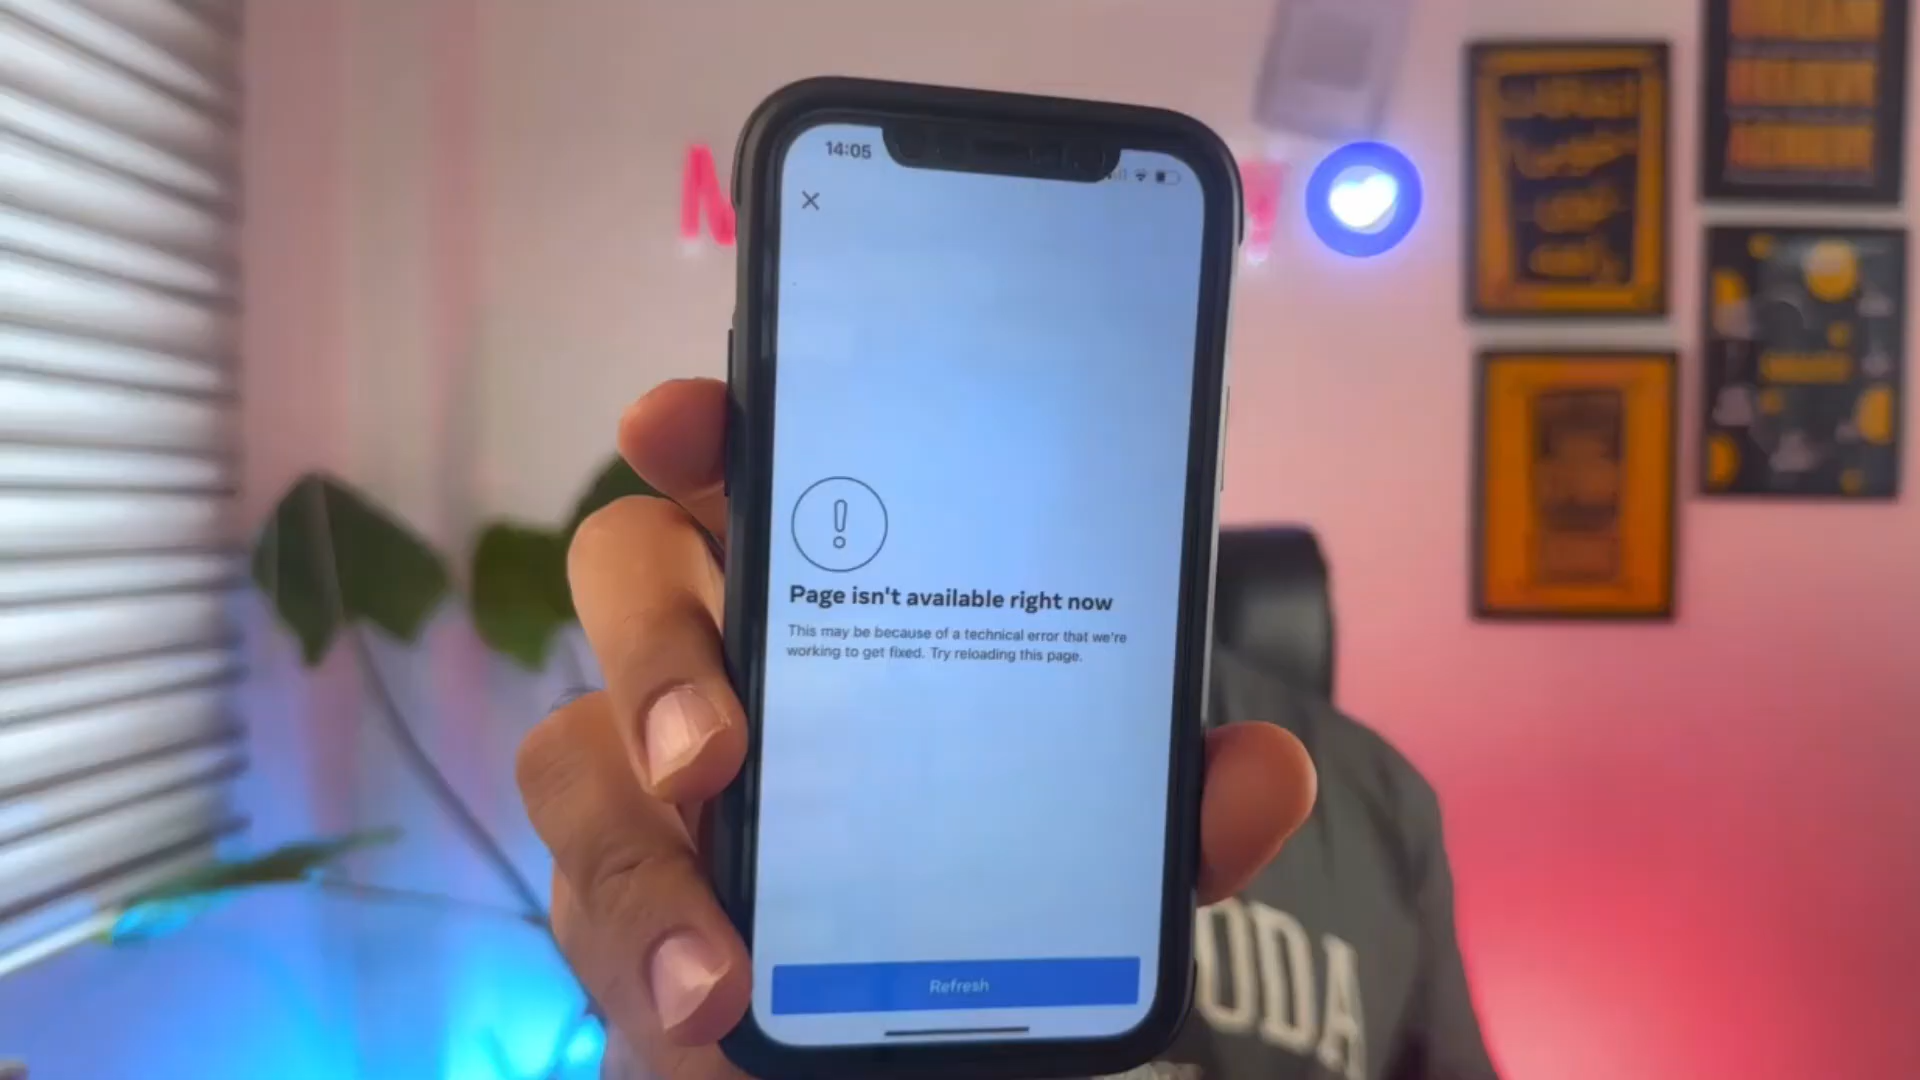 14:05
Page isn't available right now
This may be because of a technical error that we're
working to get fixed. Try reloading this page.
Refresh
ODA